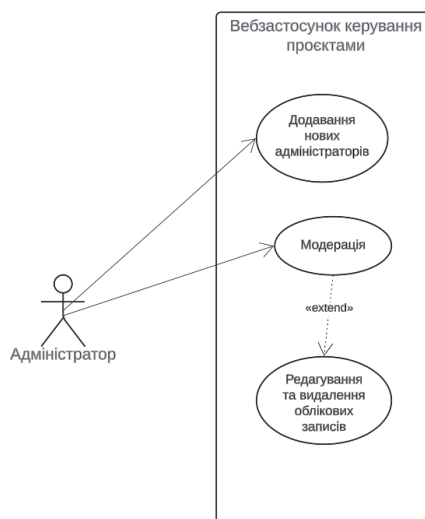 Вебзастосунок керування
проєктами
Додавання
нових
адміністраторів
Модерація
«extend»
Адміністратор
Редагування
та видалення
облікових
записів